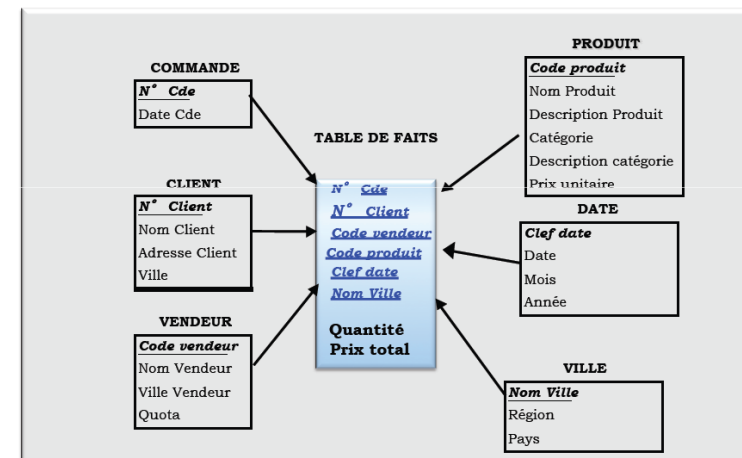 COMMANDE
N° Cde
Date Cde
CLIENT
N° Client
Nom Client
Adresse Client
Ville
VENDEUR
Code vendeur
Nom Vendeur
Ville Vendeur
Quota
TABLE DE FAITS
N° Cde
N° Client
Code vendeur
Code produit
Clef date
Nom Ville
Quantité
Prix total
PRODUIT
Code produit
Nom Produit
Description Produit
Catégorie
Description catégorie
Prix unitaire
DATE
Clef date
Date
Mois
Année
VILLE
Nom Ville
Région
Pays